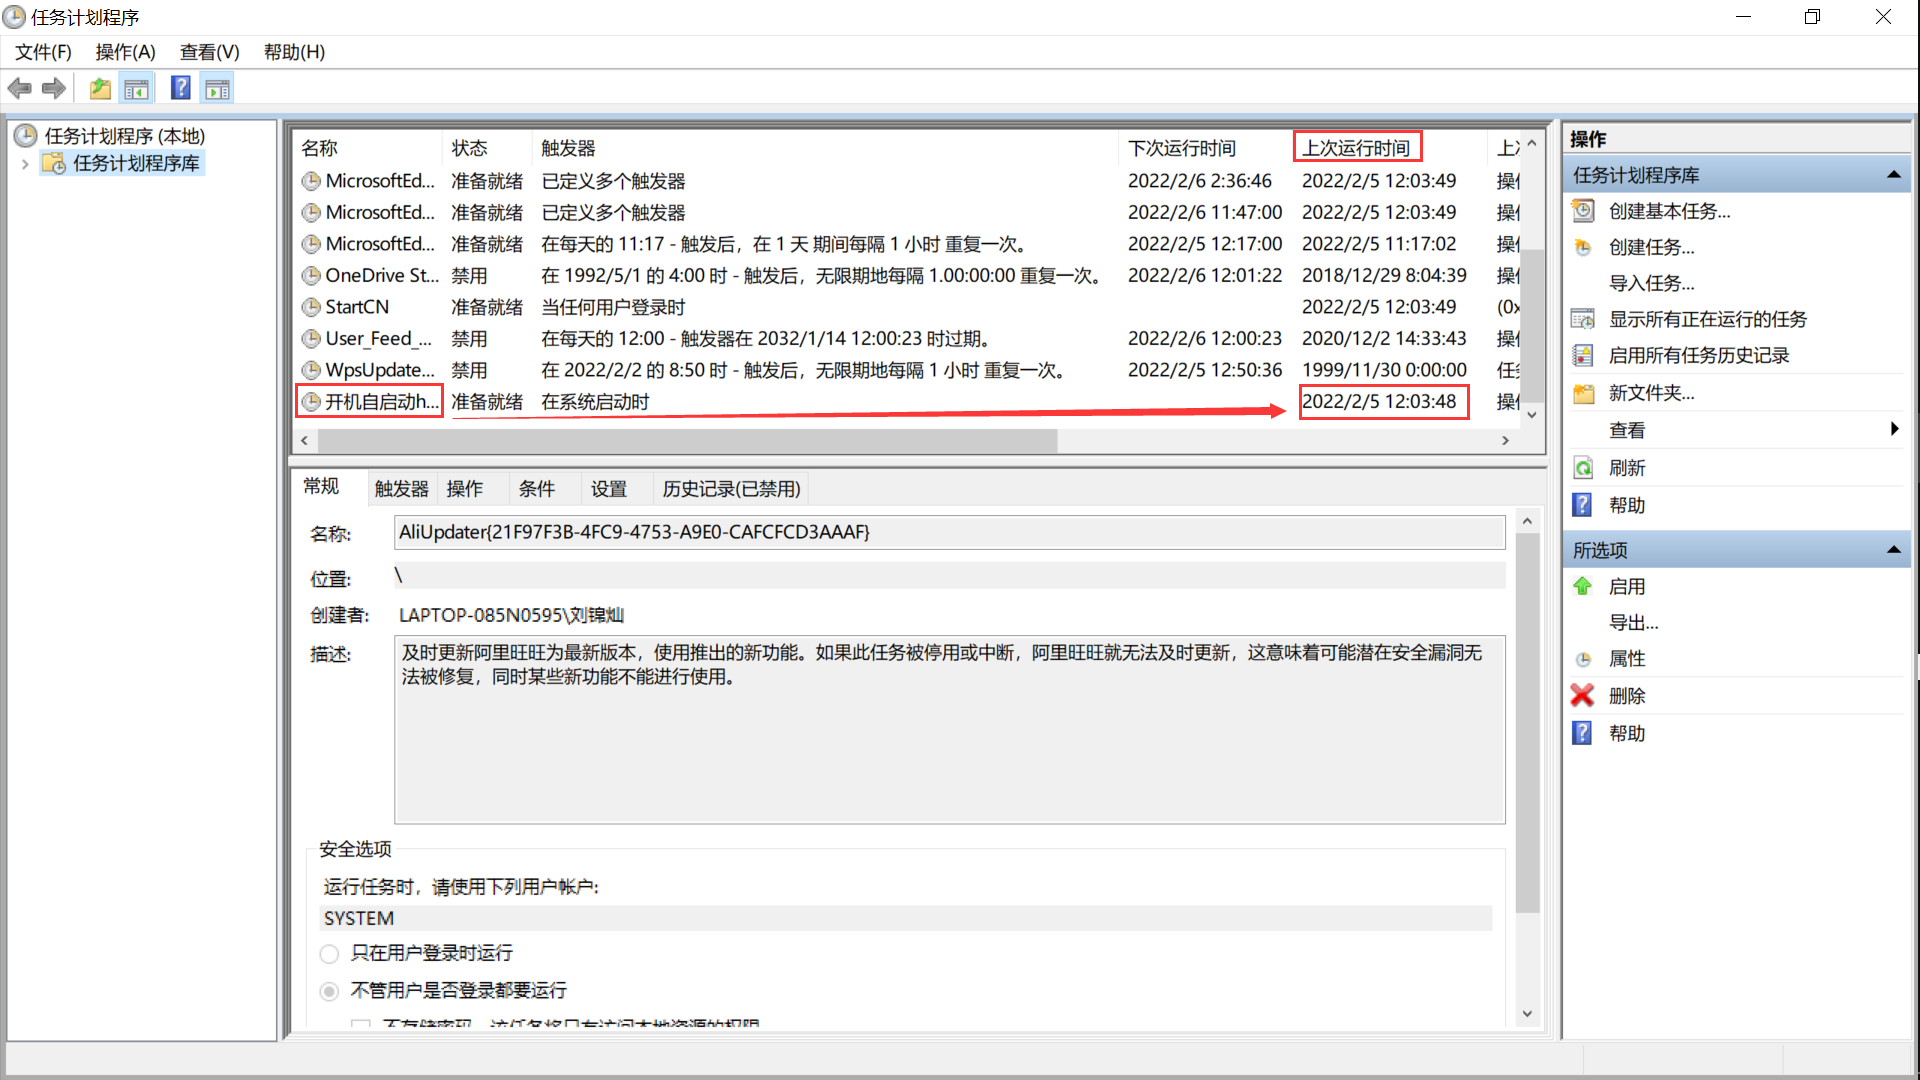 任务计划程序
文件(F) 操作(A) 查看(V) 帮助(H)
任务计划程序 (本地)
任务计划程序库
名称 状态 触发器 下次运行时间 上次运行时间
MicrosoftEd... 准备就绪 已定义多个触发器 2022/2/6 2:36:46 2022/2/5 12:03:49
MicrosoftEd... 准备就绪 已定义多个触发器 2022/2/6 11:47:00 2022/2/5 12:03:49
MicrosoftEd... 准备就绪 在每天的 11:17 - 触发后，在 1 天 期间每隔 1 小时 重复一次。 2022/2/5 12:17:00 2022/2/5 11:17:02
OneDrive St... 禁用 在 1992/5/1 的 4:00 时 - 触发后，无限期地每隔 1.00:00:00 重复一次。 2022/2/6 12:01:22 2018/12/29 8:04:39
StartCN 准备就绪 当任何用户登录时 2022/2/5 12:03:49 (0x
User_Feed_... 禁用 在每天的 12:00 - 触发器在 2032/1/14 12:00:23 时过期。 2022/2/6 12:00:23 2020/12/2 14:33:43
WpsUpdate... 禁用 在 2022/2/2 的 8:50 时 - 触发后，无限期地每隔 1 小时 重复一次。 2022/2/5 12:50:36 1999/11/30 0:00:00
开机自启动h... 准备就绪 在系统启动时 2022/2/5 12:03:48
常规 触发器 操作 条件 设置 历史记录(已禁用)
名称: AliUpdater{21F97F3B-4FC9-4753-A9E0-CAFCFCD3AAAF}
位置: \
创建者: LAPTOP-085N0595\刘锦灿
描述: 及时更新阿里旺旺为最新版本，使用推出的新功能。如果此任务被停用或中断，阿里旺旺就无法及时更新，这意味着可能潜在安全漏洞无
法被修复，同时某些新功能不能进行使用。
安全选项
运行任务时，请使用下列用户帐户:
SYSTEM
只在用户登录时运行
不管用户是否登录都要运行
不存储密码。该任务将只有访问本地资源的权限
操作
任务计划程序库
创建基本任务...
创建任务...
导入任务...
显示所有正在运行的任务
启用所有任务历史记录
新文件夹...
查看
刷新
帮助
所选项
启用
导出...
属性
删除
帮助